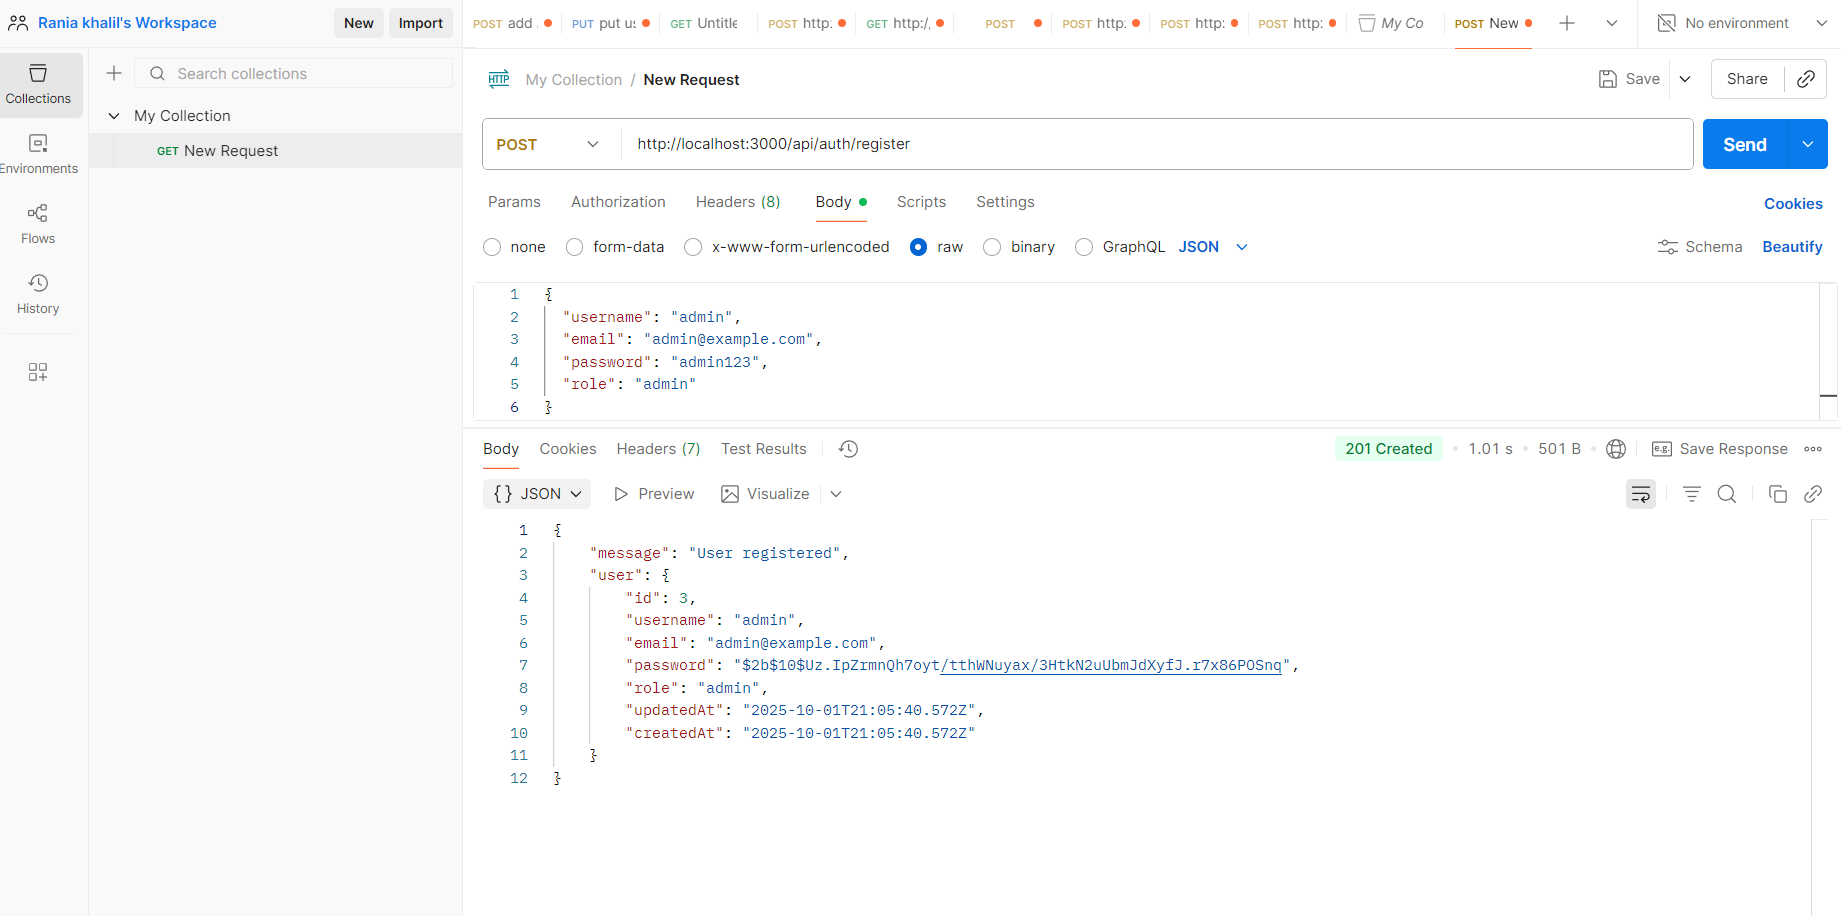 Rania khalil's Workspace
New
Import
POST add
PUT put us
GET Untitle
POST http:
GET http:/
POST
POST http:
POST http:
POST http:
My Co
POST New
No environment
Collections
Environments
Flows
History
Search collections
My Collection
GET New Request
HTTP My Collection / New Request
Save
Share
POST http://localhost:3000/api/auth/register
Send
Params Authorization Headers (8) Body Scripts Settings
Cookies
none form-data x-www-form-urlencoded raw binary GraphQL JSON
Schema Beautify
1 {
2 "username": "admin",
3 "email": "admin@example.com",
4 "password": "admin123",
5 "role": "admin"
6 }
Body Cookies Headers (7) Test Results
201 Created • 1.01 s • 501 B • e.g. Save Response
{} JSON Preview Visualize
1 {
2 "message": "User registered",
3 "user": {
4 "id": 3,
5 "username": "admin",
6 "email": "admin@example.com",
7 "password": "$2b$10$Uz.IpZrmnQh7oyt/tthWNuyax/3HtkN2uUbmJdXyfJ.r7x86POSnq",
8 "role": "admin",
9 "updatedAt": "2025-10-01T21:05:40.572Z",
10 "createdAt": "2025-10-01T21:05:40.572Z"
11 }
12 }